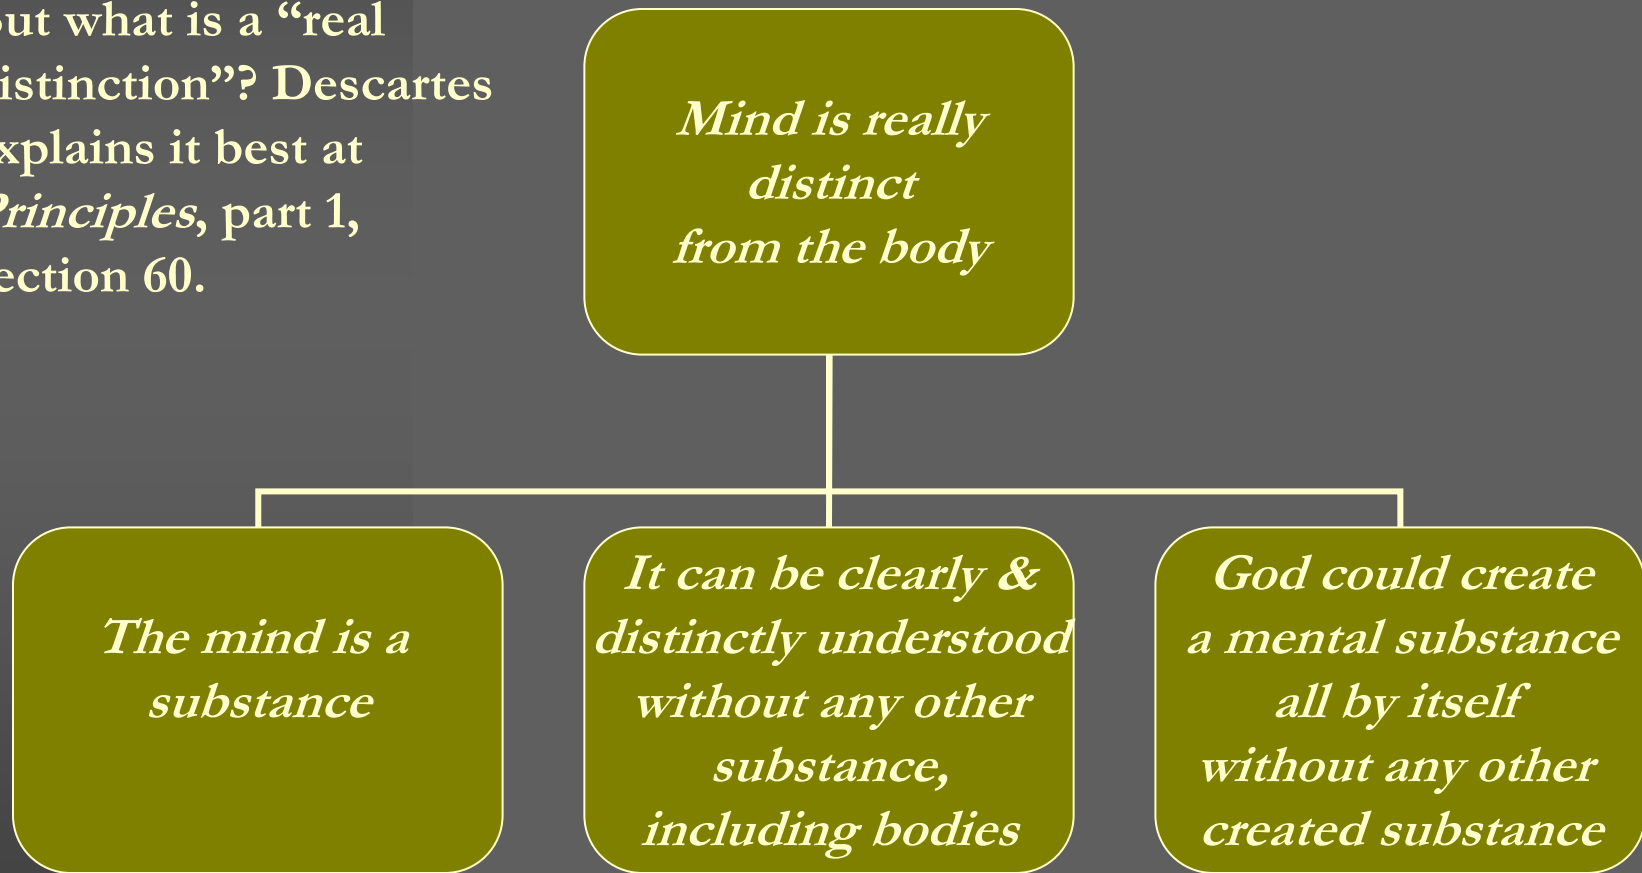 but what is a “real
istinction”? Descartes
xplains it best at
Principles, part 1,
ection 60.
Mind is really
distinct
from the body
The mind is a
substance
It can be clearly &
distinctly understood
without any other
substance,
including bodies
God could create
a mental substance
all by itself
without any other
created substance